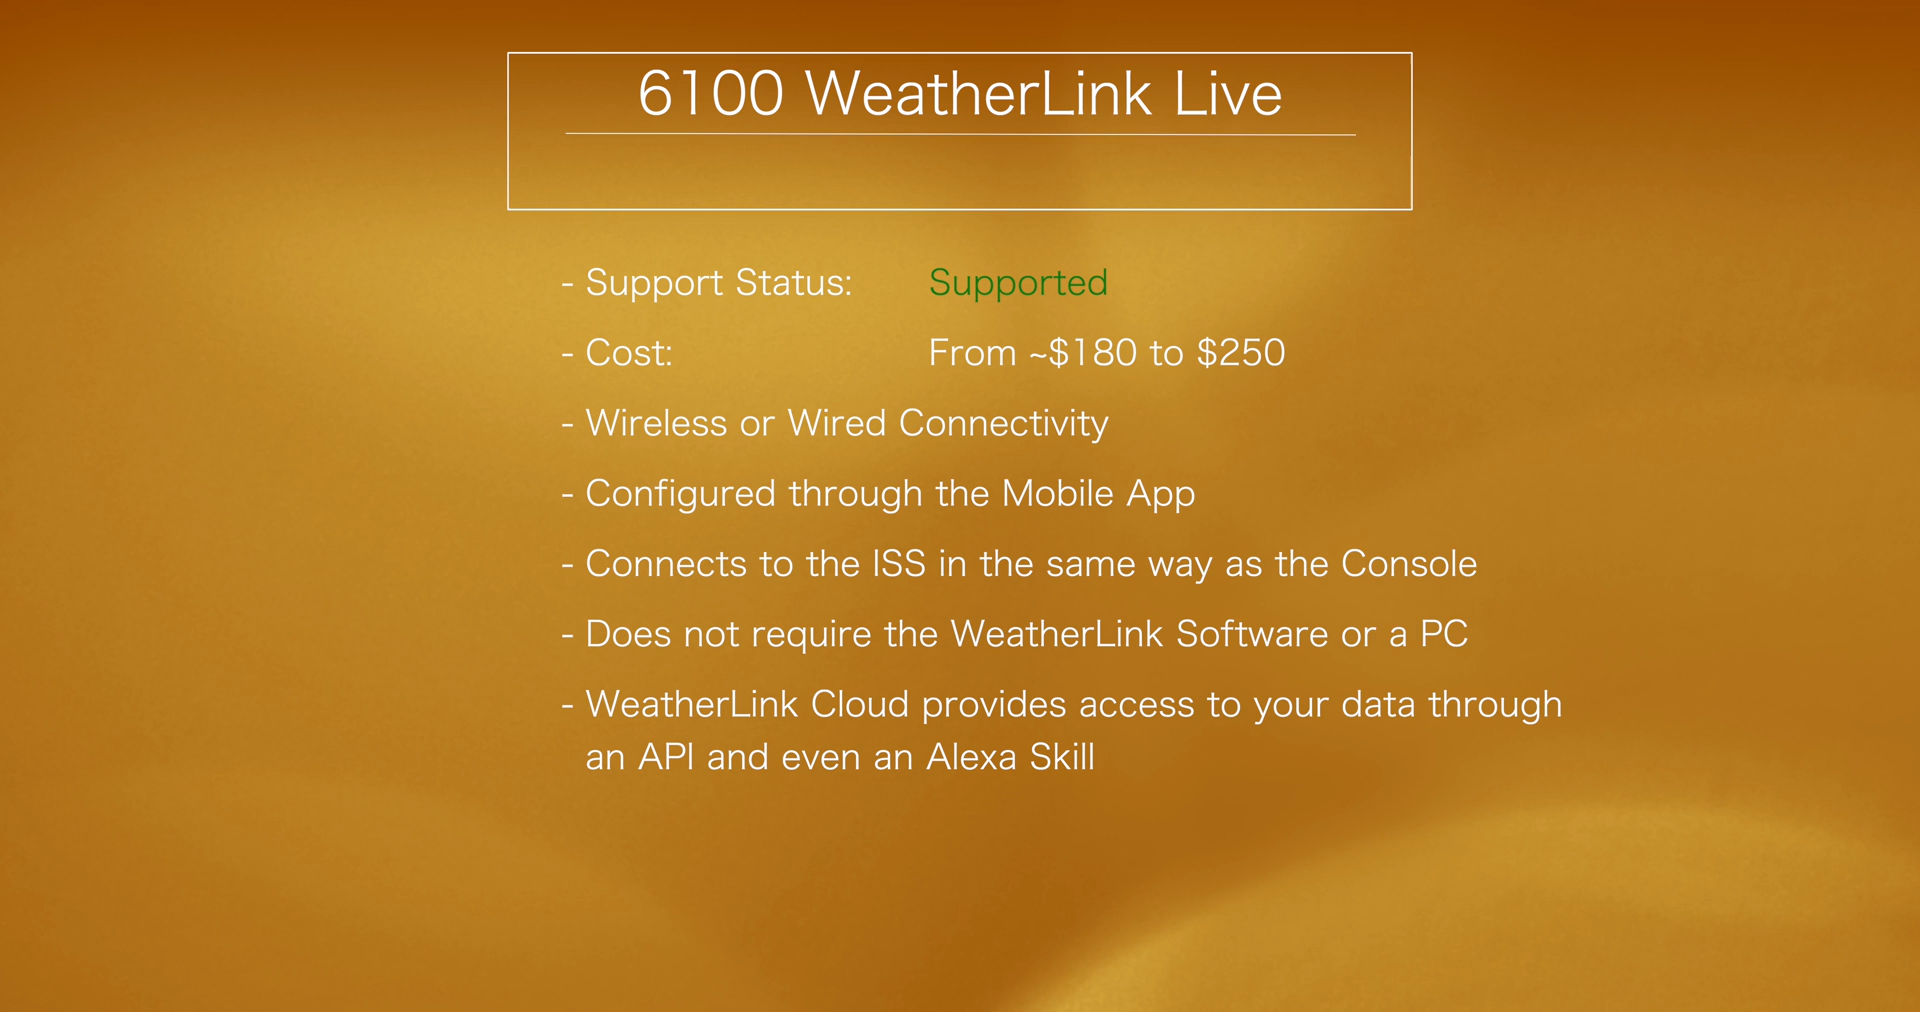 6100 WeatherLink Live
- Support Status: Supported
- Cost: From ~$180 to $250
- Wireless or Wired Connectivity
- Configured through the Mobile App
- Connects to the ISS in the same way as the Console
- Does not require the WeatherLink Software or a PC
- WeatherLink Cloud provides access to your data through
an API and even an Alexa Skill